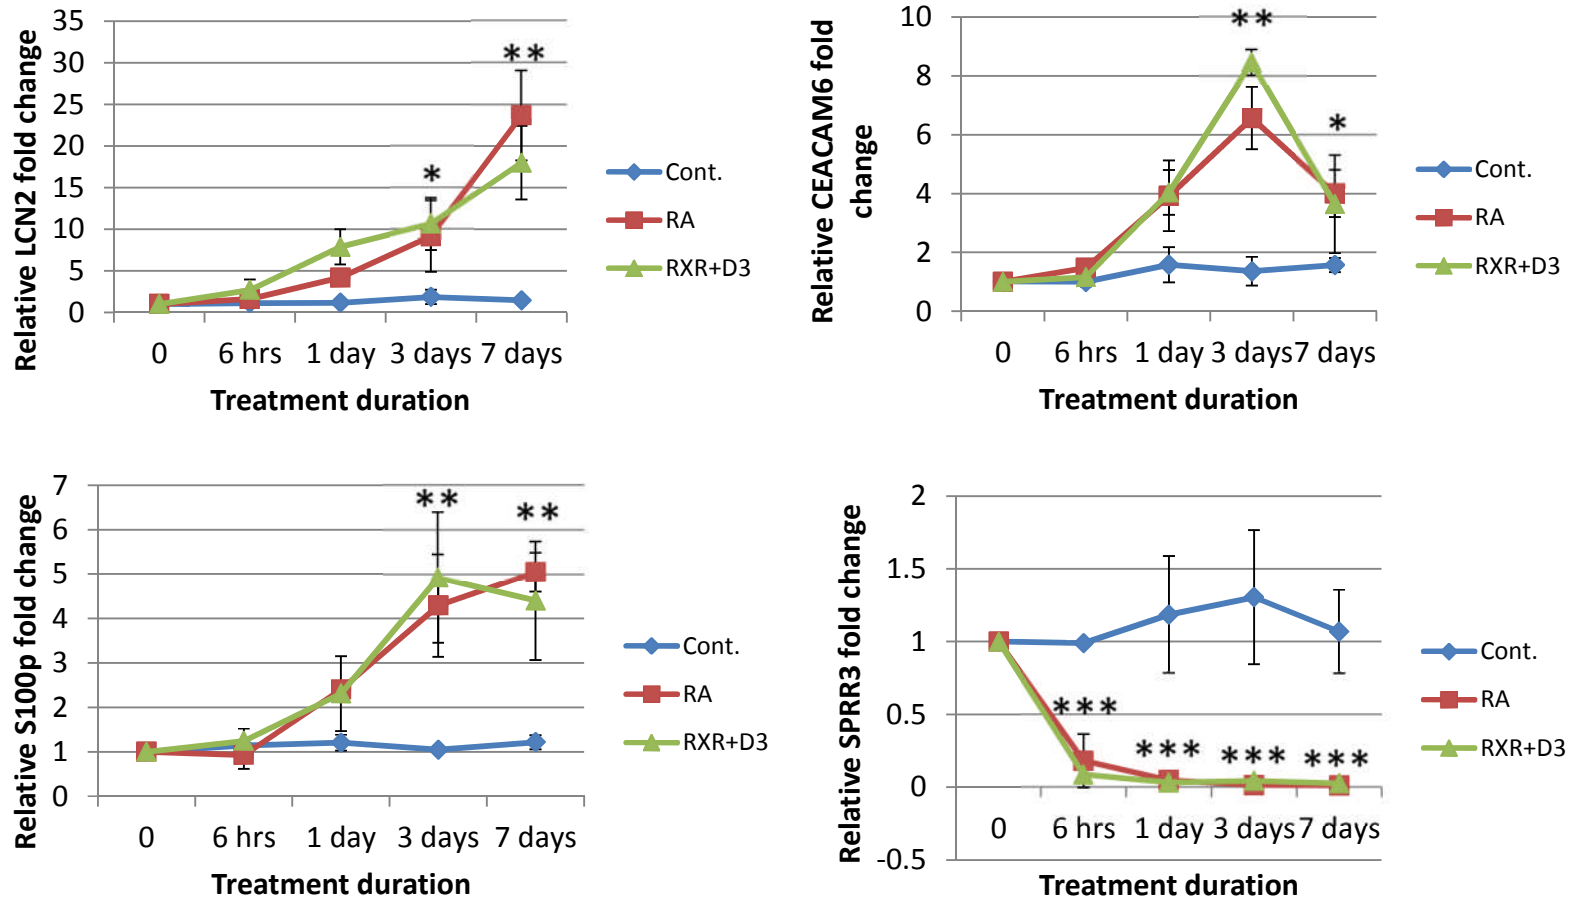 Relative LCN2 fold change
35
30
25
20
15
10
5
0
**
*
0 6 hrs 1 day 3 days 7 days
Treatment duration
Cont.
RA
RXR+D3
Relative CEACAM6 fold
change
10
8
6
4
2
0
**
*
0 6 hrs 1 day 3 days 7 days
Treatment duration
Cont.
RA
RXR+D3
Relative S100p fold change
7
6
5
4
3
2
1
0
**
**
0 6 hrs 1 day 3 days 7 days
Treatment duration
Cont.
RA
RXR+D3
Relative SPRR3 fold change
2
1.5
1
0.5
0
-0.5
***
*** *** ***
0 6 hrs 1 day 3 days 7 days
Treatment duration
Cont.
RA
RXR+D3